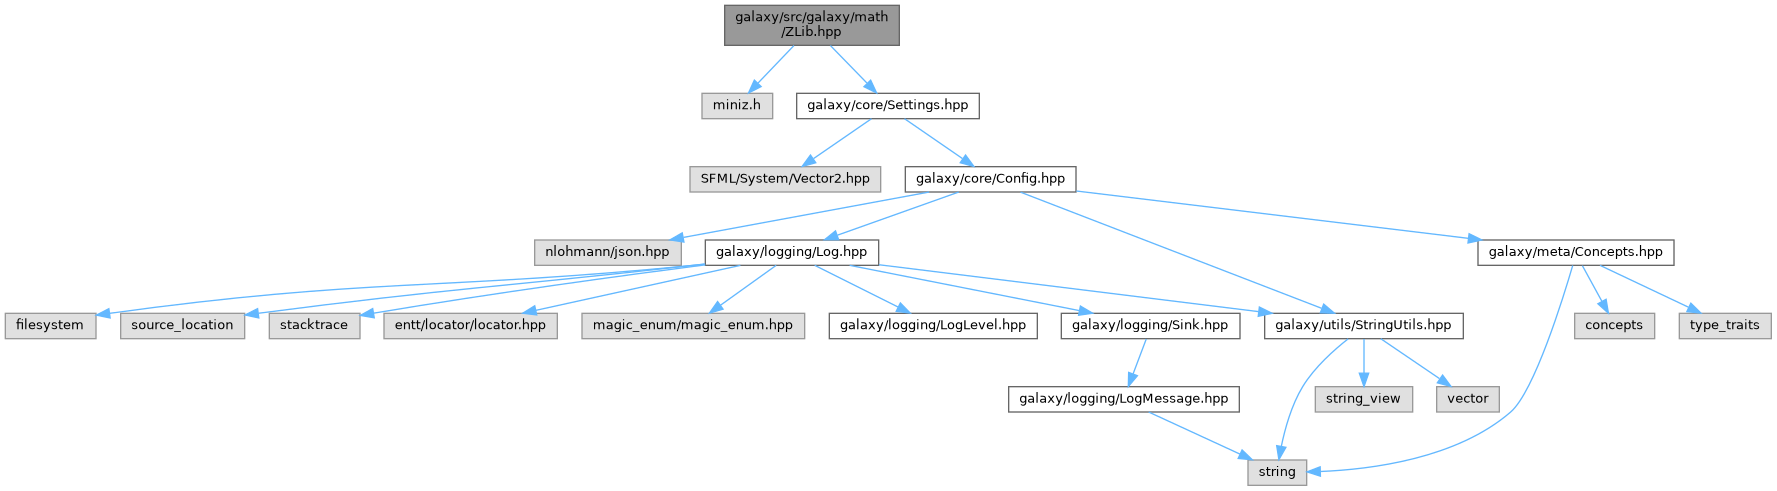 galaxy/src/galaxy/math
/ZLib.hpp
miniz.h
galaxy/core/Settings.hpp
SFML/System/Vector2.hpp
galaxy/core/Config.hpp
nlohmann/json.hpp
galaxy/logging/Log.hpp
galaxy/meta/Concepts.hpp
filesystem
source_location
stacktrace
entt/locator/locator.hpp
magic_enum/magic_enum.hpp
galaxy/logging/LogLevel.hpp
galaxy/logging/Sink.hpp
galaxy/utils/StringUtils.hpp
concepts
type_traits
galaxy/logging/LogMessage.hpp
string_view
vector
string